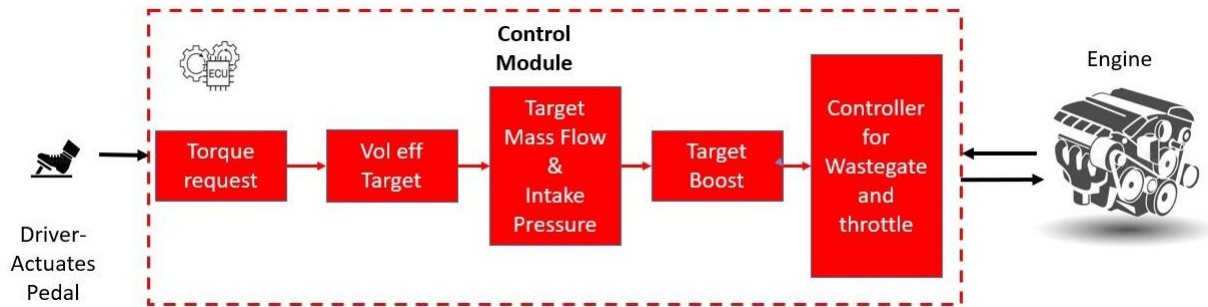 Control
Module
ECU
Driver-
Actuates
Pedal
Torque
request
Vol eff
Target
Target
Mass Flow
&
Intake
Pressure
Target
Boost
Controller
for
Wastegate
and
throttle
Engine